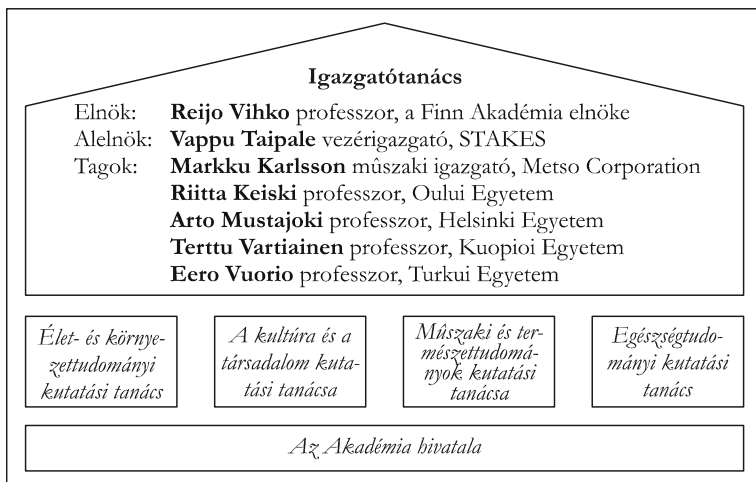 Igazgatótanács
Elnök: Reijo Vihko professzor, a Finn Akadémia elnöke
Alelnök: Vappu Taipale vezérigazgató, STAKES
Tagok: Markku Karlsson mûszaki igazgató, Metso Corporation
Riitta Keiski professzor, Oului Egyetem
Arto Mustajoki professzor, Helsinki Egyetem
Terttu Vartiainen professzor, Kuopioi Egyetem
Eero Vuorio professzor, Turkui Egyetem
Élet- és környe-
zettudományi
kutatási tanács
A kultúra és a
társadalom kuta-
tási tanácsa
Mûszaki és ter-
mészettudomá-
nyok kutatási
tanácsa
Egészségtudo-
mányi kutatási
tanács
Az Akadémia hivatala